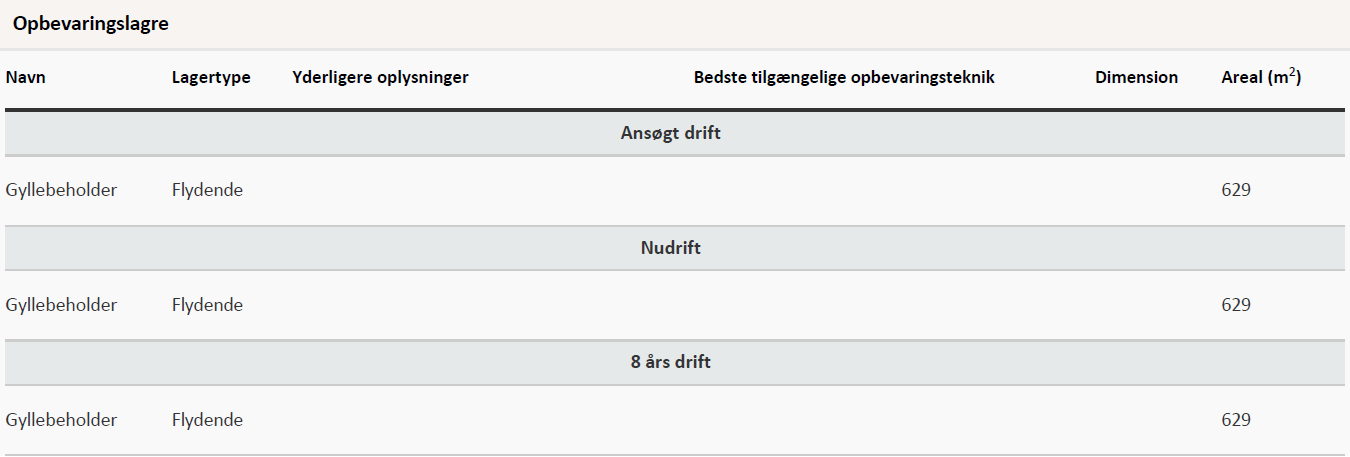 Opbevaringslagre
Navn Lagertype Yderligere oplysninger Bedste tilgængelige opbevaringsteknik Dimension Areal (m²)
Ansøgt drift
Gyllebeholder Flydende 629
Nudrift
Gyllebeholder Flydende 629
8 års drift
Gyllebeholder Flydende 629